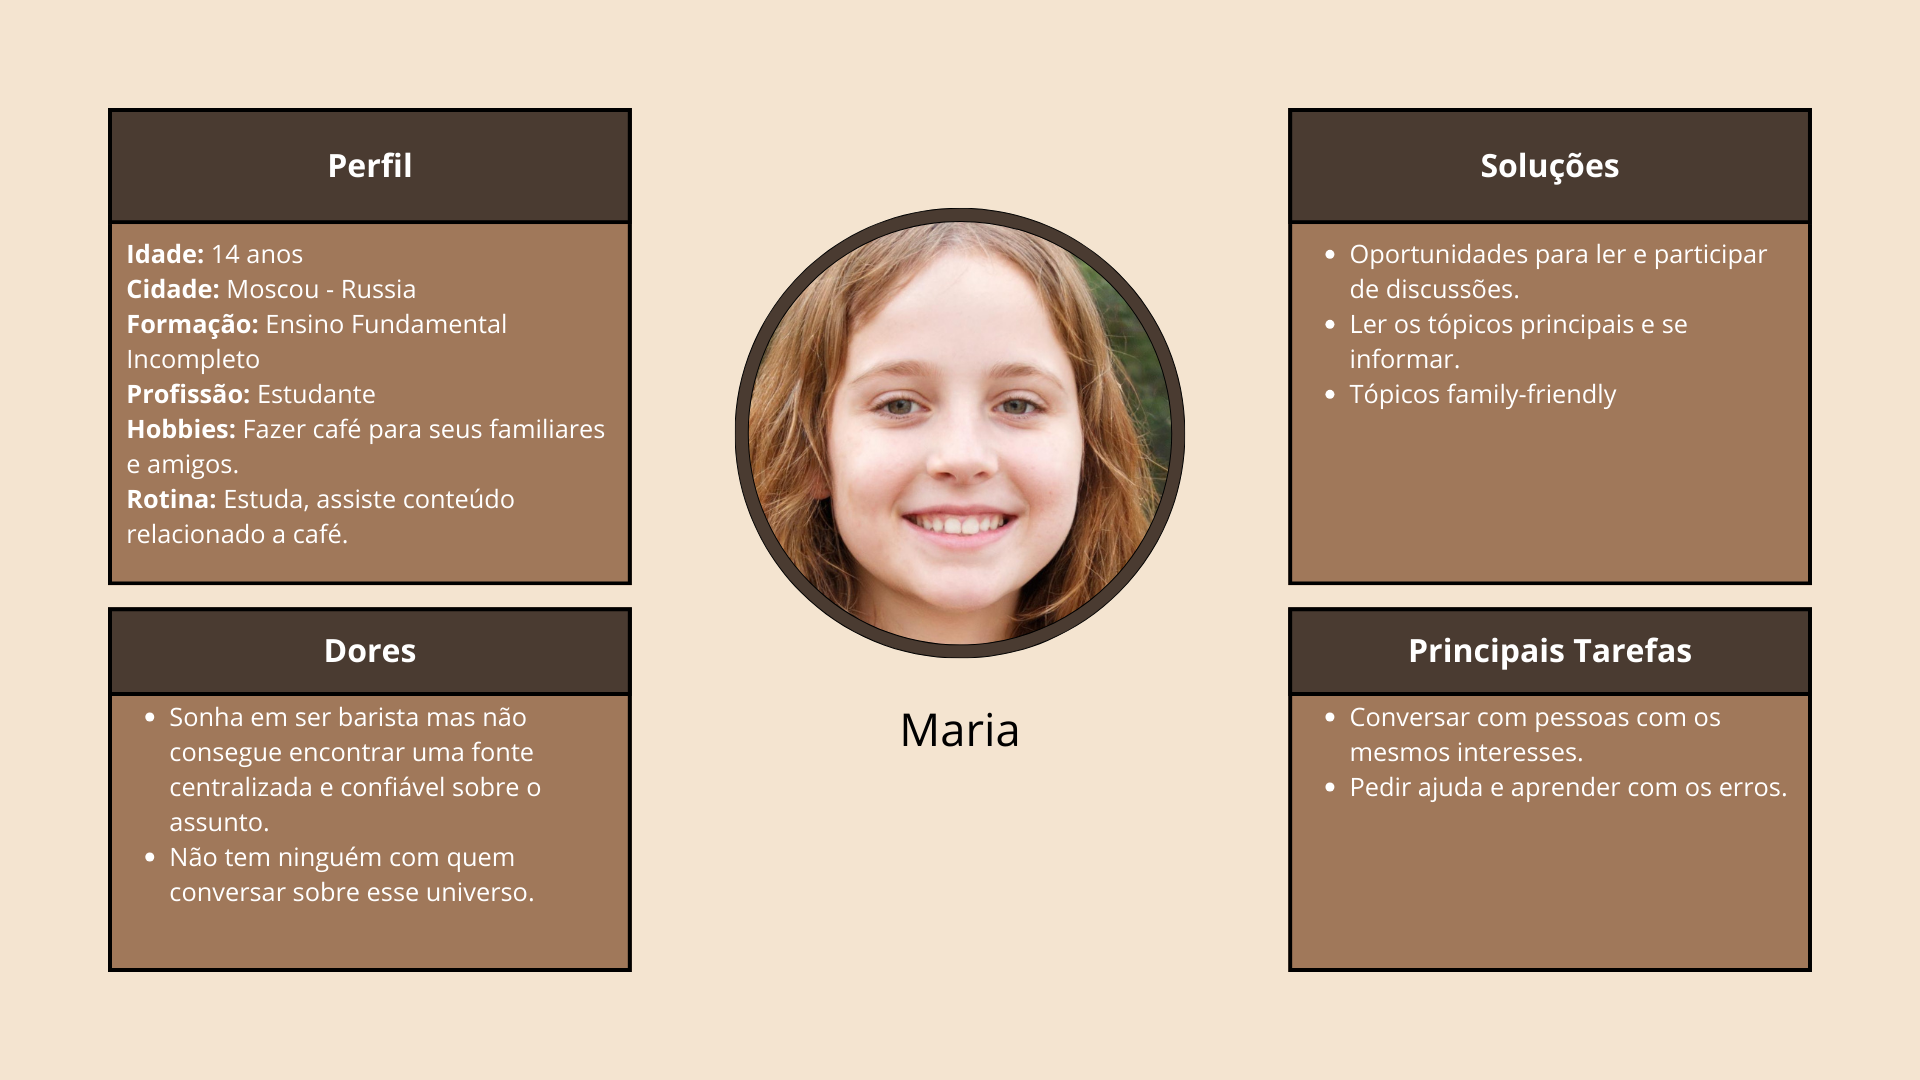 Perfil
Idade: 14 anos
Cidade: Moscou - Russia
Formação: Ensino Fundamental
Incompleto
Profissão: Estudante
Hobbies: Fazer café para seus familiares
e amigos.
Rotina: Estuda, assiste conteúdo
relacionado a café.
Dores
• Sonha em ser barista mas não
consegue encontrar uma fonte
centralizada e confiável sobre o
assunto.
• Não tem ninguém com quem
conversar sobre esse universo.
Maria
Soluções
• Oportunidades para ler e participar
de discussões.
• Ler os tópicos principais e se
informar.
• Tópicos family-friendly
Principais Tarefas
• Conversar com pessoas com os
mesmos interesses.
• Pedir ajuda e aprender com os erros.